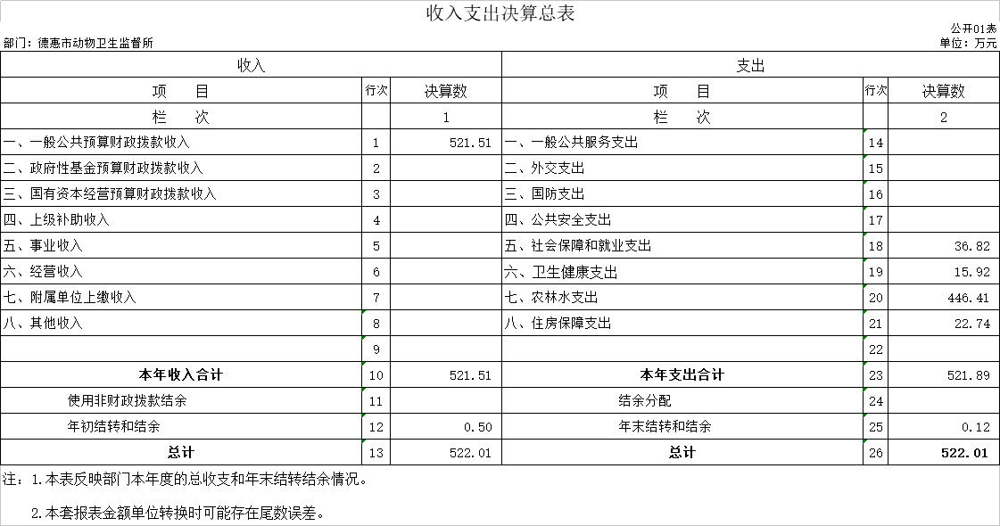 收入支出决算总表
公开01表
部门：德惠市动物卫生监督所 单位：万元
收入 支出
项 目 行次 决算数 项 目 行次 决算数
栏 次 1 栏 次 2
一、一般公共预算财政拨款收入 1 521.51 一、一般公共服务支出 14
二、政府性基金预算财政拨款收入 2 二、外交支出 15
三、国有资本经营预算财政拨款收入 3 三、国防支出 16
四、上级补助收入 4 四、公共安全支出 17
五、事业收入 5 五、社会保障和就业支出 18 36.82
六、经营收入 6 六、卫生健康支出 19 15.92
七、附属单位上缴收入 7 七、农林水支出 20 446.41
八、其他收入 8 八、住房保障支出 21 22.74
9 22
本年收入合计 10 521.51 本年支出合计 23 521.89
使用非财政拨款结余 11 结余分配 24
年初结转和结余 12 0.50 年末结转和结余 25 0.12
总计 13 522.01 总计 26 522.01
注：1.本表反映部门本年度的总收支和年末结转结余情况。
2.本套报表金额单位转换时可能存在尾数误差。